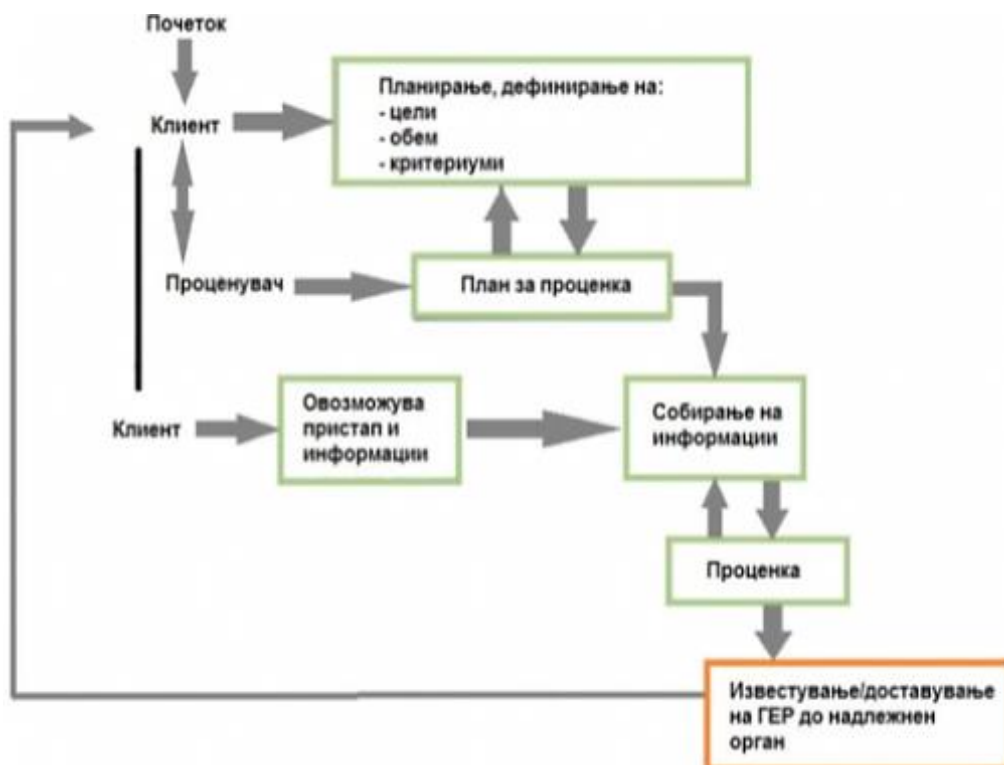 Почеток
Клиент
Планирање, дефинирање на:
- цели
- обем
- критериуми
Проценувач
План за проценка
Клиент
Овозможува
пристап и
информации
Собирање на
информации
Проценка
Известување/доставување
на ГЕР до надлежнен
орган